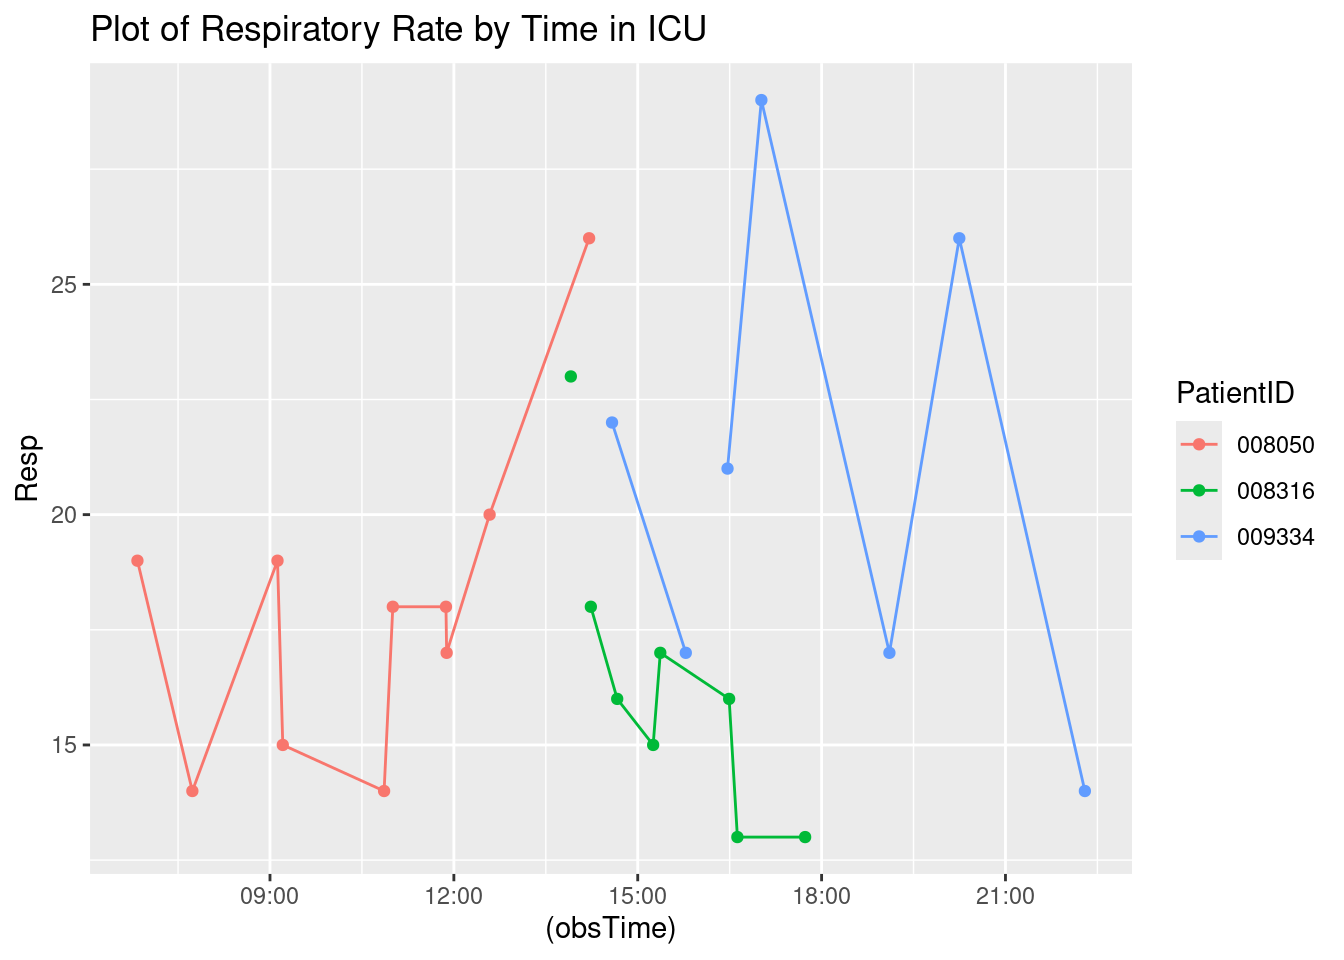 Plot of Respiratory Rate by Time in ICU
Resp
25
20
15
09:00 12:00 15:00 18:00 21:00
(obsTime)
PatientID
008050
008316
009334